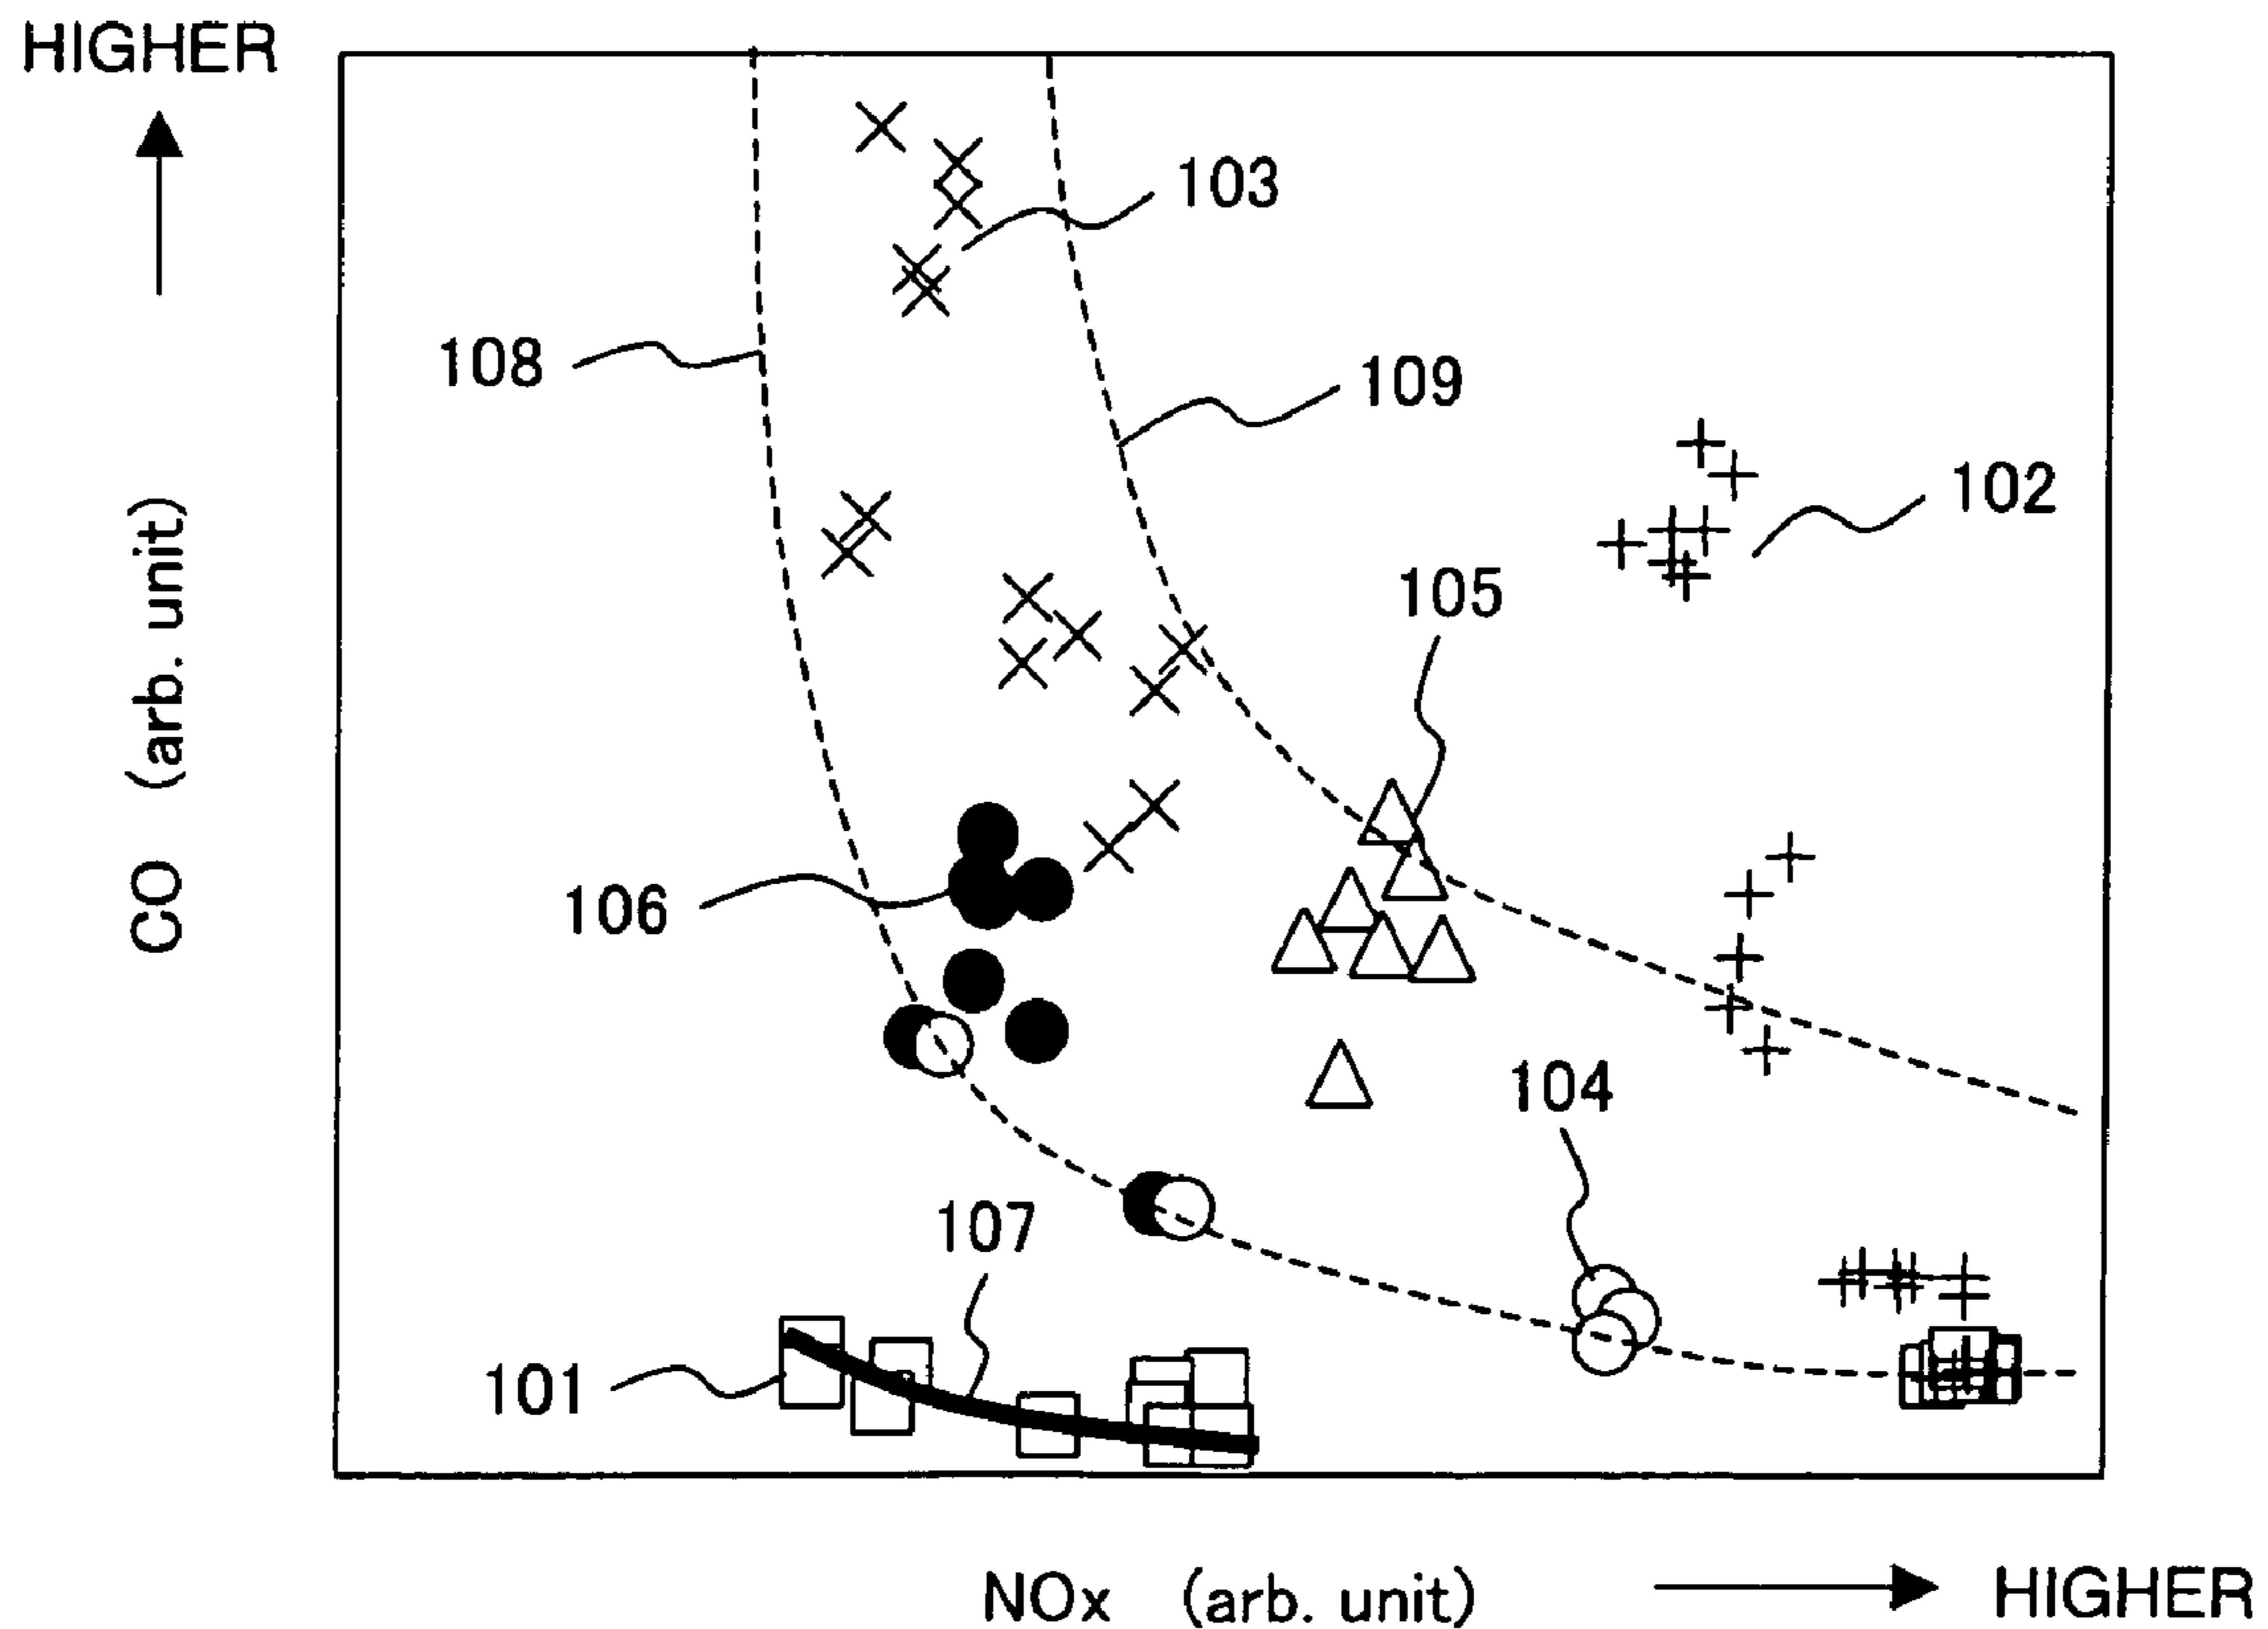 HIGHER
103
108
109
102
105
CO (arb. unit)
106
104
107
101
NOx (arb. unit)
HIGHER